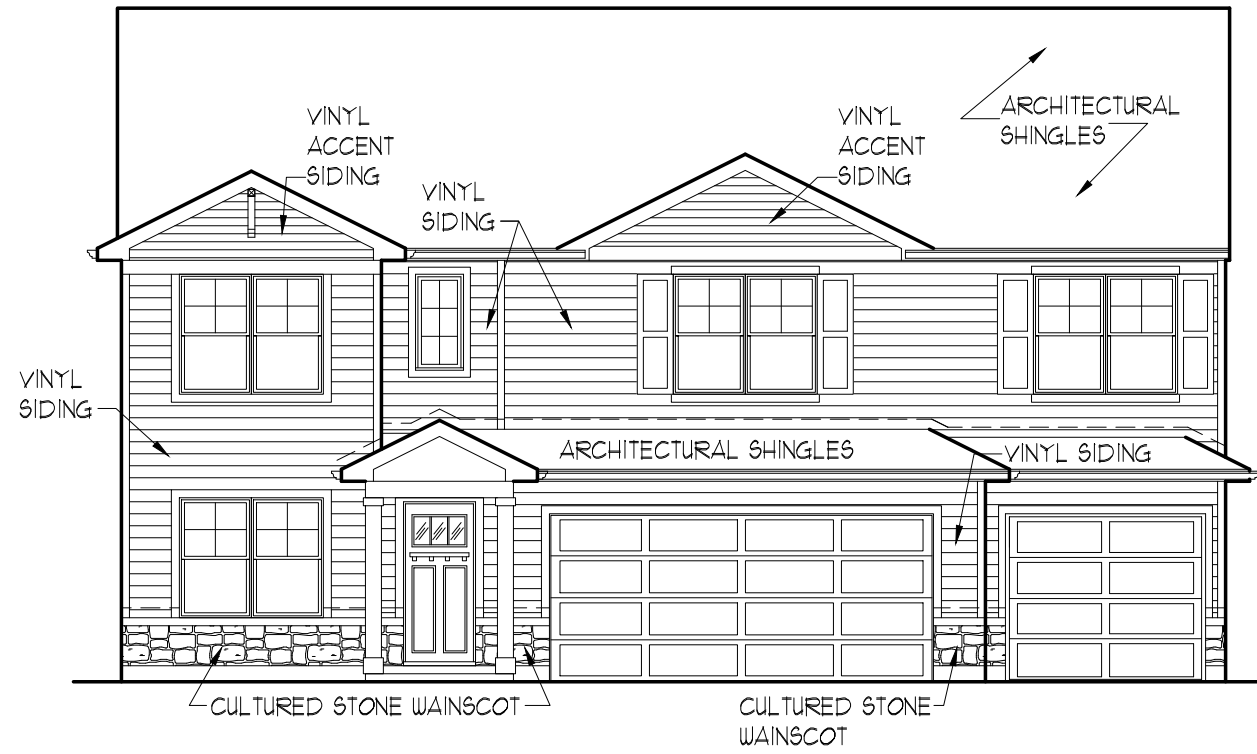 VINYL
ACCENT
SIDING
VINYL
ACCENT
SIDING
ARCHITECTURAL
SHINGLES
VINYL
SIDING
VINYL
SIDING
ARCHITECTURAL SHINGLES
VINYL SIDING
CULTURED STONE WAINSCOT
CULTURED STONE
WAINSCOT